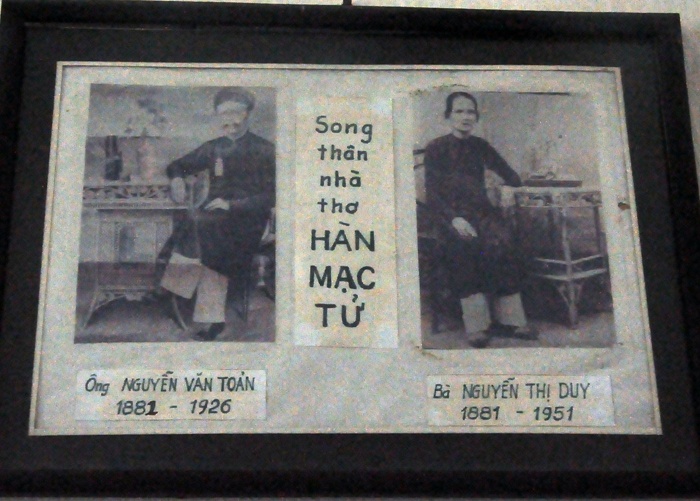 Song
thân
nhà
thơ
HÀN
MẠC
TỬ
Ông NGUYỄN VĂN TOẢN
1881 - 1926
Bà NGUYỄN THỊ DUY
1881 - 1951